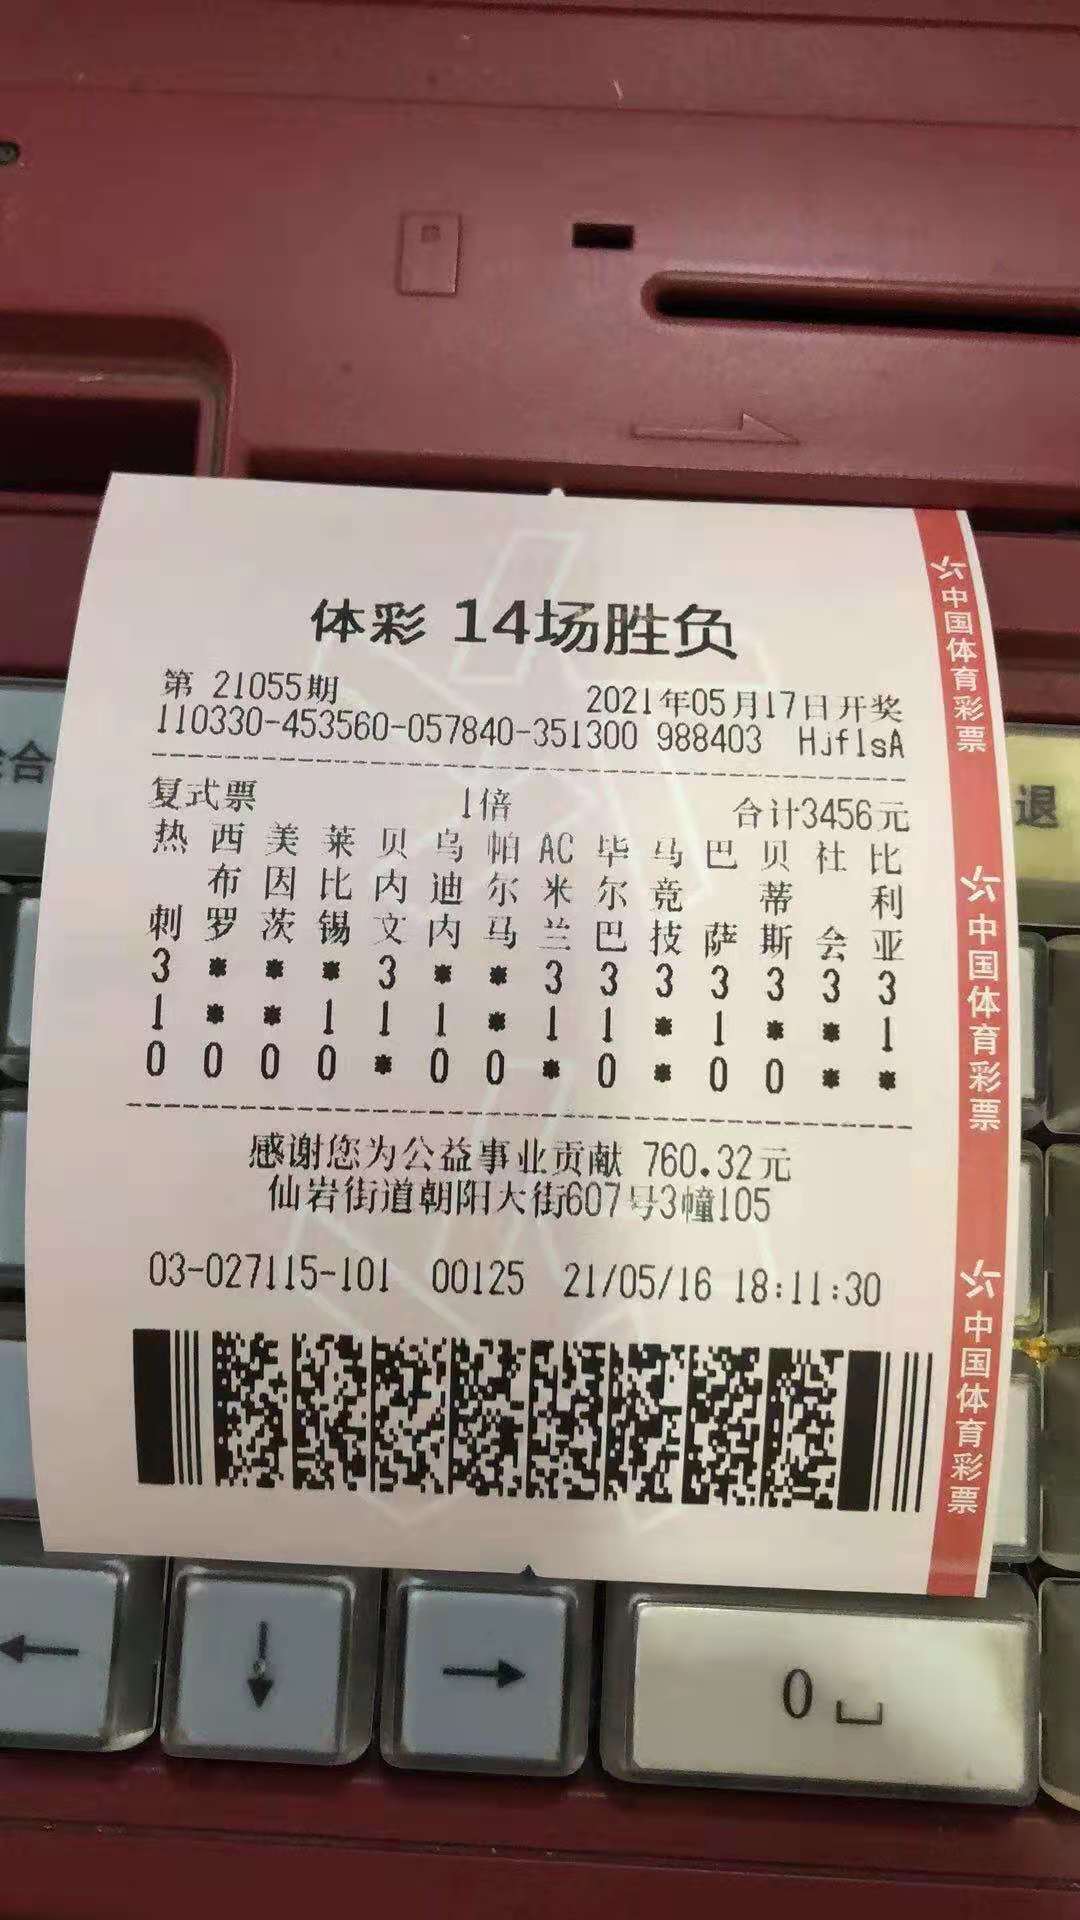 体彩 14场胜负
第 21055期 2021年05月17日开奖
110330-453560-057840-351300 988403 HjflsA
复式票 1倍 合计3456元
热 西 美 莱 贝 乌 帕 AC 毕 马 巴 贝 社 比
布 因 比 内 迪 尔 米 尔 竞 蒂 利
刺 罗 茨 锡 文 内 马 兰 巴 技 萨 斯 会 亚
3 * * * 3 * * 3 3 3 3 3 3 3
1 * * 1 1 1 * 1 1 * 1 * * 1
0 0 0 0 * 0 0 * 0 * 0 0 * *
感谢您为公益事业贡献 760.32元
仙岩街道朝阳大街607号3幢105
03-027115-101 00125 21/05/16 18:11:30
中国体育彩票
中国体育彩票
中国体育彩票
合
退
0